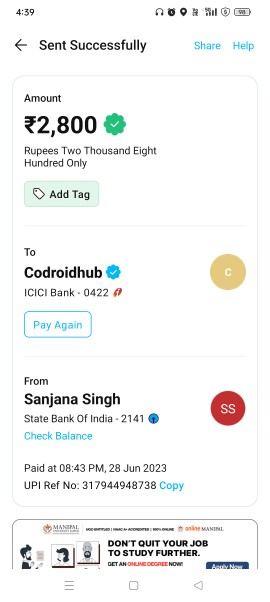 4:39
98
Sent Successfully
Share Help
Amount
₹2,800
Rupees Two Thousand Eight
Hundred Only
Add Tag
To
Codroidhub
C
ICICI Bank - 0422
Pay Again
From
Sanjana Singh
SS
State Bank Of India - 2141
Check Balance
Paid at 08:43 PM, 28 Jun 2023
UPI Ref No: 317944948738 Copy
MANIPAL
online MANIPAL
DON'T QUIT YOUR JOB
TO STUDY FURTHER.
GET AN ONLINE DEGREE NOW!
Apply Now